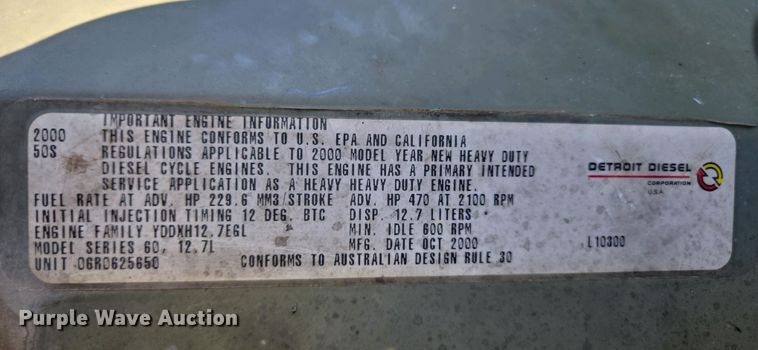 IMPORTANT ENGINE INFORMATION
2000 THIS ENGINE CONFORMS TO U.S. EPA AND CALIFORNIA
50S REGULATIONS APPLICABLE TO 2000 MODEL YEAR NEW HEAVY DUTY
DIESEL CYCLE ENGINES. THIS ENGINE HAS A PRIMARY INTENDED
SERVICE APPLICATION AS A HEAVY HEAVY DUTY ENGINE.
FUEL RATE AT ADV. HP 229.6 MM3/STROKE ADV. HP 470 AT 2100 RPM
INITIAL INJECTION TIMING 12 DEG. BTC DISP. 12.7 LITERS
ENGINE FAMILY YDDXH12.7EGL MIN. IDLE 600 RPM
MODEL SERIES 60, 12.7L MFG. DATE OCT 2000 L10300
UNIT 06R0625650 CONFORMS TO AUSTRALIAN DESIGN RULE 30
DETROIT DIESEL
CORPORATION
U.S.A.
Purple Wave Auction